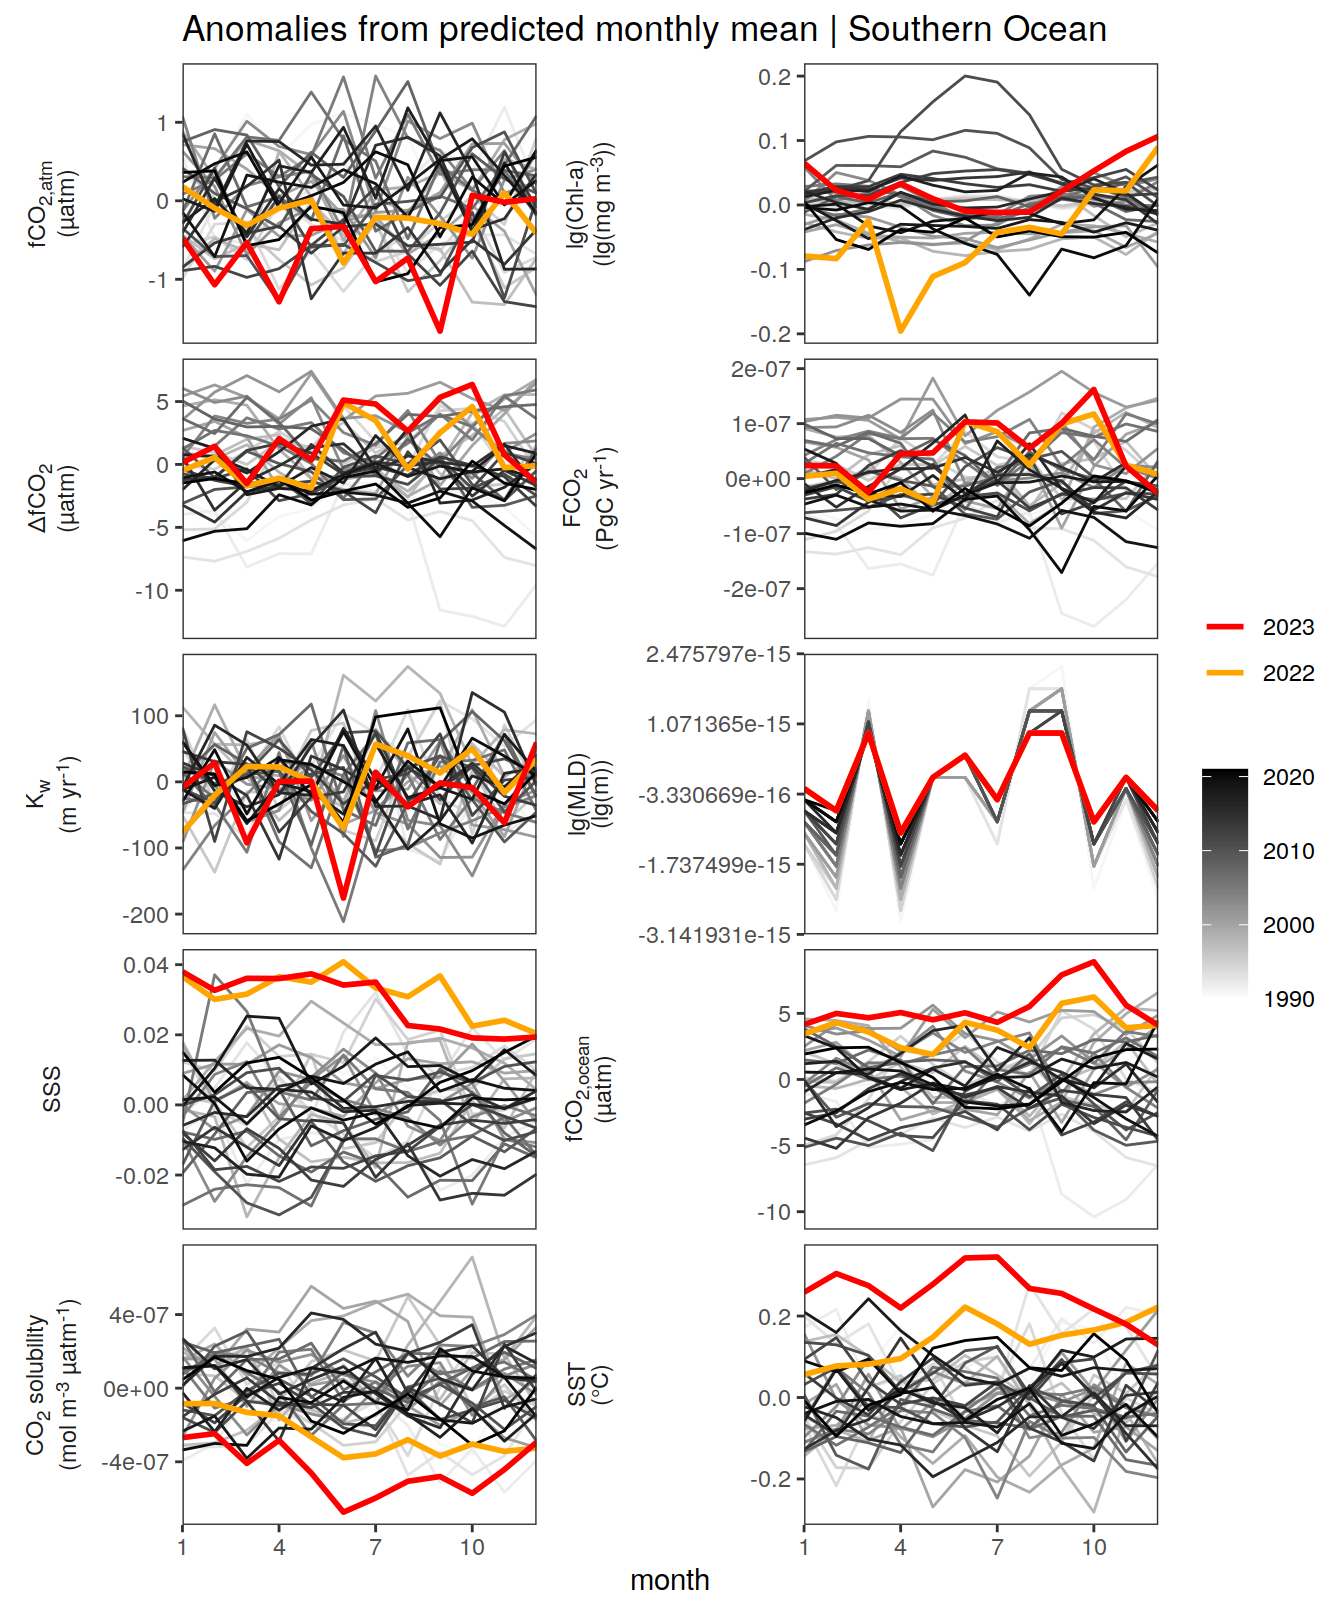 Anomalies from predicted monthly mean | Southern Ocean
fCO2,atm
(µatm)
1
0
-1
lg(Chl-a)
(lg(mg m-3))
0.2
0.1
0.0
-0.1
-0.2
ΔfCO2
(µatm)
5
0
-5
-10
FCO2
(PgC yr-1)
2e-07
1e-07
0e+00
-1e-07
-2e-07
Kw
(m yr-1)
100
0
-100
-200
lg(MLD)
(lg(m))
2.475797e-15
1.071365e-15
-3.330669e-16
-1.737499e-15
-3.141931e-15
SSS
0.04
0.02
0.00
-0.02
fCO2,ocean
(µatm)
5
0
-5
-10
CO2 solubility
(mol m-3 µatm-1)
4e-07
0e+00
-4e-07
SST
(°C)
0.2
0.0
-0.2
1 4 7 10
1 4 7 10
month
2023
2022
2020
2010
2000
1990